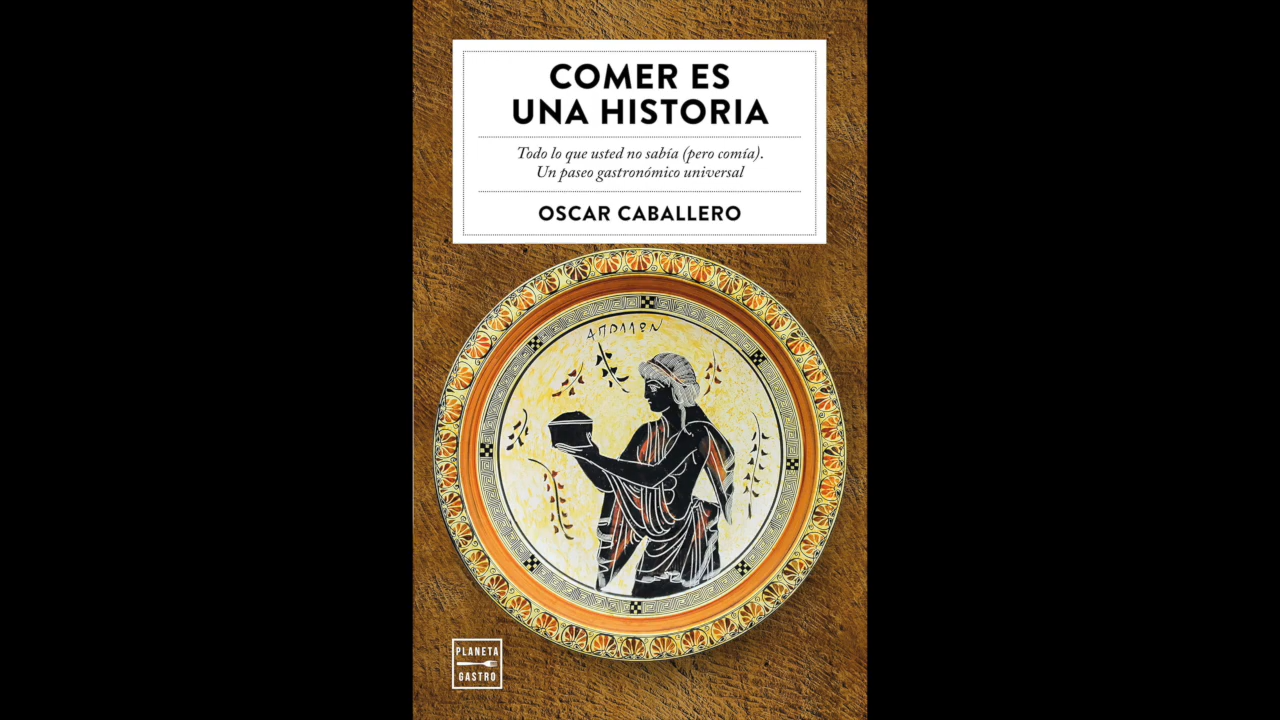 COMER ES
UNA HISTORIA
Todo lo que usted no sabía (pero comía).
Un paseo gastronómico universal
OSCAR CABALLERO
ΑΠΟΛΛΟΝ
PLANETA
GASTRO